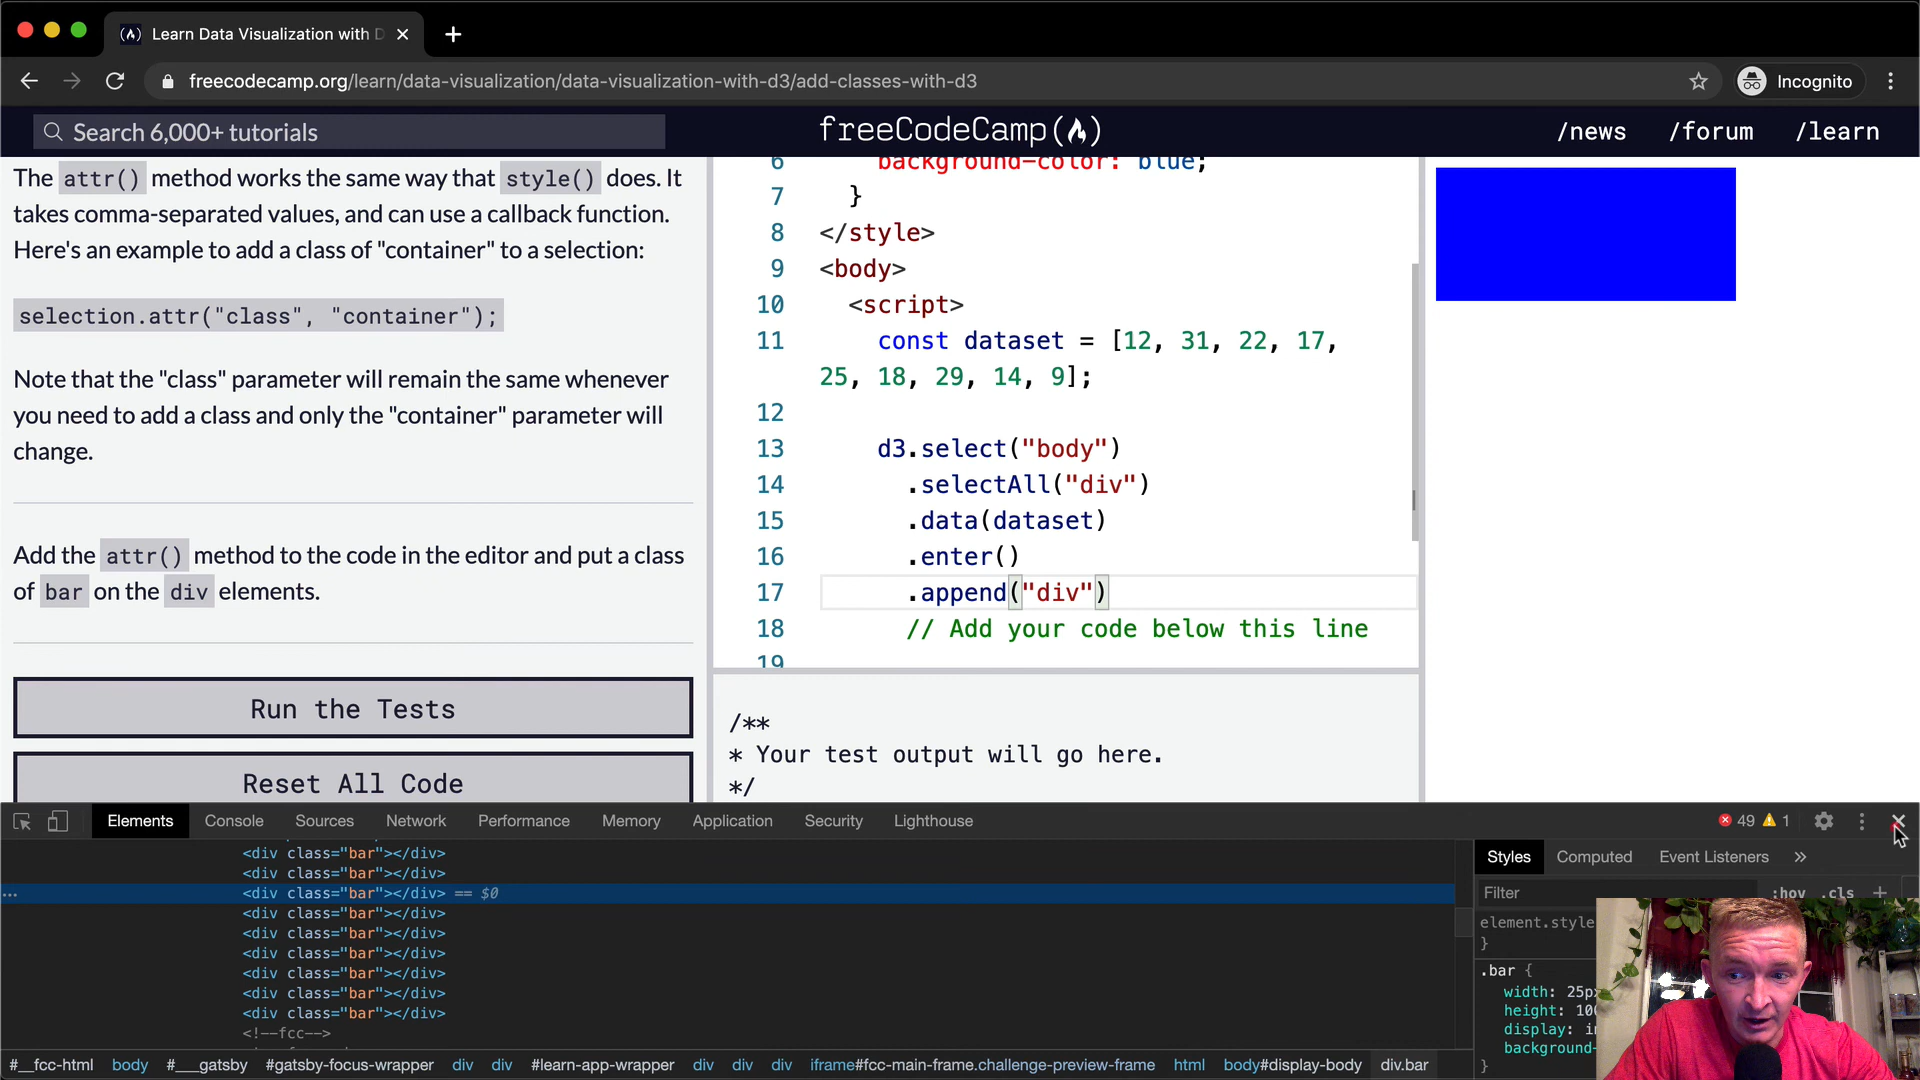 Learn Data Visualization with D
freecodecamp.org/learn/data-visualization/data-visualization-with-d3/add-classes-with-d3
Incognito
Search 6,000+ tutorials
freeCodeCamp
/news
/forum
/learn
The attr() method works the same way that style() does. It
takes comma-separated values, and can use a callback function.
Here's an example to add a class of "container" to a selection:
selection.attr("class", "container");
Note that the "class" parameter will remain the same whenever
you need to add a class and only the "container" parameter will
change.
Add the attr() method to the code in the editor and put a class
of bar on the div elements.
Run the Tests
Reset All Code
6 background-color: blue;
7 }
8 </style>
9 <body>
10 <script>
11 const dataset = [12, 31, 22, 17,
25, 18, 29, 14, 9];
12
13 d3.select("body")
14 .selectAll("div")
15 .data(dataset)
16 .enter()
17 .append("div")
18 // Add your code below this line
19
/**
* Your test output will go here.
*/
Elements Console Sources Network Performance Memory Application Security Lighthouse
49 1
<div class="bar"></div>
<div class="bar"></div>
<div class="bar"></div> == $0
<div class="bar"></div>
<div class="bar"></div>
<div class="bar"></div>
<div class="bar"></div>
<div class="bar"></div>
<div class="bar"></div>
<!--fcc-->
Styles Computed Event Listeners »
Filter :hov .cls +
element.style
}
.bar {
width: 25px
height: 10
display: in
background-
}
#__fcc-html body #___gatsby #gatsby-focus-wrapper div div #learn-app-wrapper div div div iframe#fcc-main-frame.challenge-preview-frame html body#display-body div.bar